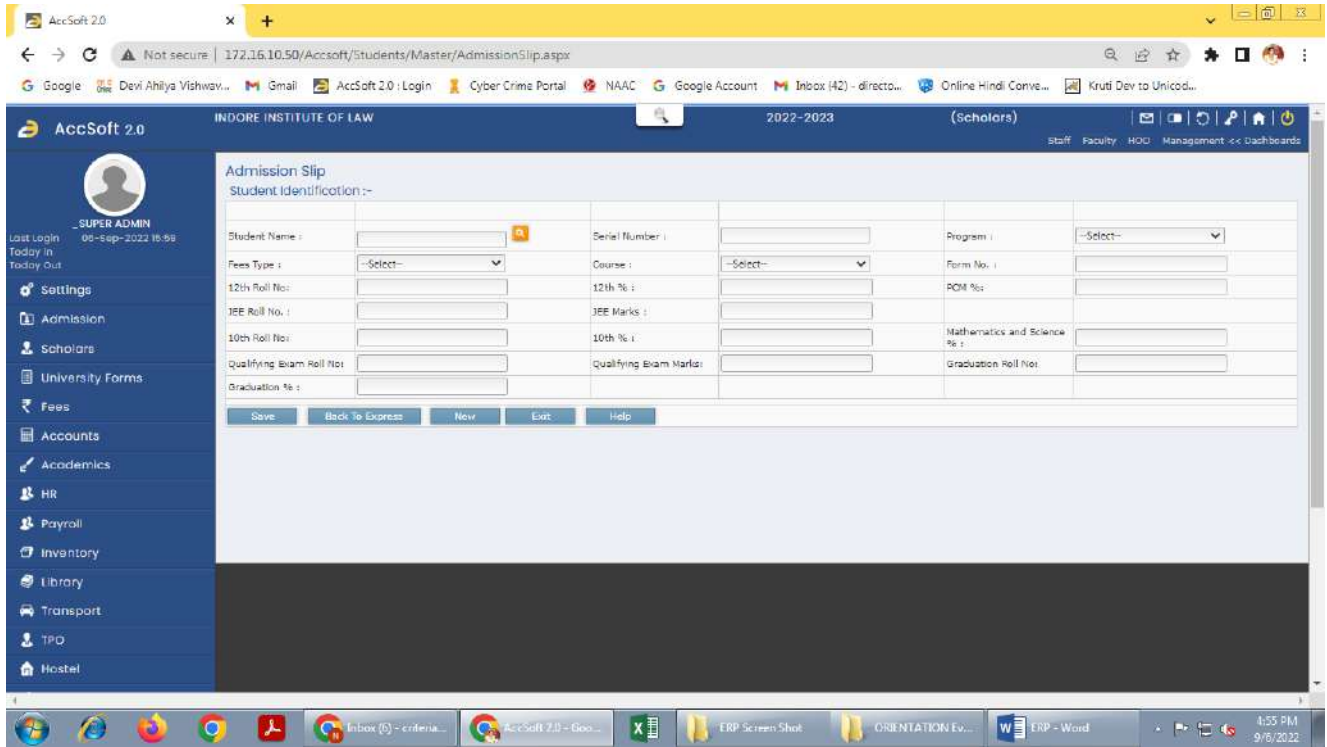 AccSoft 2.0
Not secure | 172.16.10.50/Accsoft/Students/Master/AdmissionSlip.aspx
Google Devi Ahilya Vishwav... Gmail AccSoft 2.0 : Login Cyber Crime Portal NAAC Google Account Inbox (42) - directo... Online Hindi Conve... Kruti Dev to Unicod...
AccSoft 2.0 INDORE INSTITUTE OF LAW 2022-2023 (Scholars)
Staff Faculty HOD Management << Dashboards
Admission Slip
Student Identification :-
_SUPER ADMIN
Last Login
Today In
Today Out
Student Name : Serial Number : Program : --Select--
Fees Type : --Select-- Course : --Select-- Form No. :
12th Roll No: 12th % : PCM %:
JEE Roll No. : JEE Marks :
10th Roll No: 10th % : Mathematics and Science % :
Qualifying Exam Roll No: Qualifying Exam Marks: Graduation Roll No:
Graduation % :
Save Back To Express New Exit Help
Settings
Admission
Scholars
University Forms
Fees
Accounts
Academics
HR
Payroll
Inventory
Library
Transport
TPO
Hostel
Inbox (6) - criteria... AccSoft 2.0 - Goo... ERP Screen Shot ORIENTATION Ev... ERP - Word
4:55 PM
9/6/2022